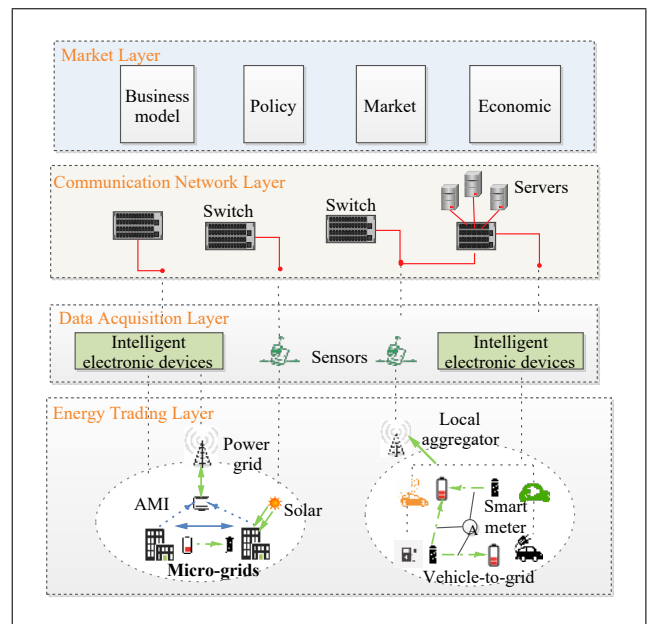 Market Layer
Business
model
Policy
Market
Economic
Communication Network Layer
Servers
Switch
Switch
Data Acquisition Layer
Intelligent
electronic devices
Sensors
Intelligent
electronic devices
Energy Trading Layer
Power
grid
Local
aggregator
AMI
Solar
Smart
meter
A
Micro-grids
Vehicle-to-grid